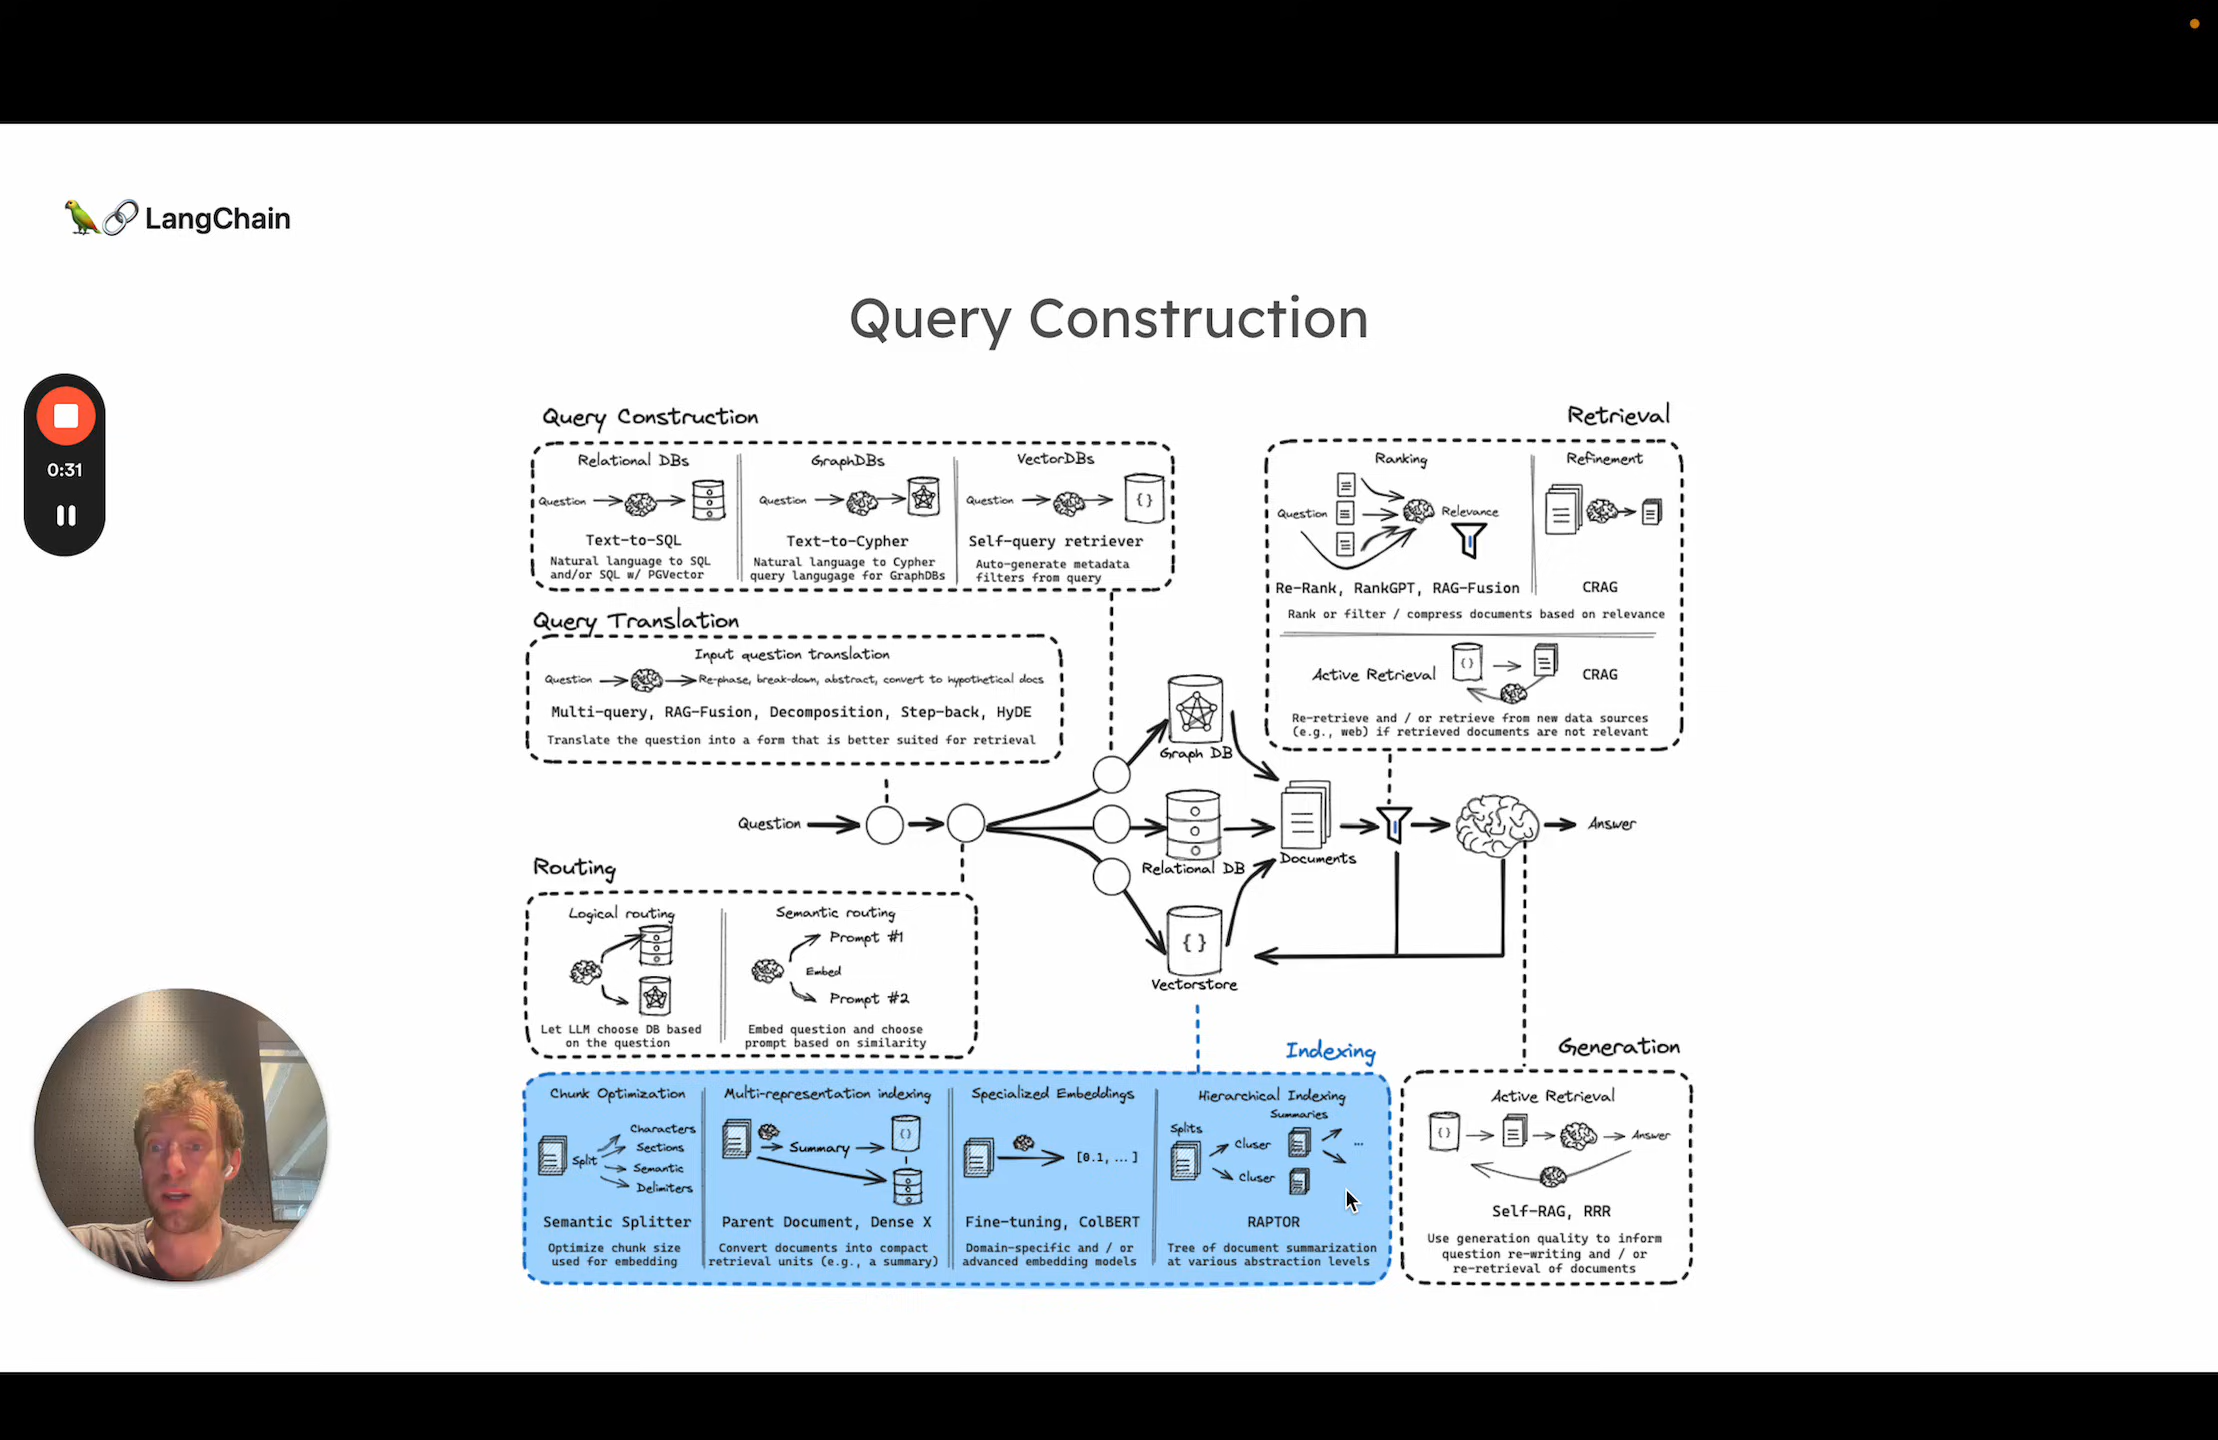 LangChain
Query Construction
0:31
Query Construction
Relational DBs
Question
Text-to-SQL
Natural language to SQL
and/or SQL w/ PGVector
GraphDBs
Question
Text-to-Cypher
Natural language to Cypher
query langugage for GraphDBs
VectorDBs
Question
{}
Self-query retriever
Auto-generate metadata
filters from query
Retrieval
Ranking
Question
Relevance
Re-Rank, RankGPT, RAG-Fusion
Refinement
CRAG
Rank or filter / compress documents based on relevance
Active Retrieval
{}
CRAG
Re-retrieve and / or retrieve from new data sources
(e.g., web) if retrieved documents are not relevant
Query Translation
Input question translation
Question
Re-phase, break-down, abstract, convert to hypothetical docs
Multi-query, RAG-Fusion, Decomposition, Step-back, HyDE
Translate the question into a form that is better suited for retrieval
Question
Graph DB
Relational DB
{}
Vectorstore
Documents
Answer
Routing
Logical routing
Let LLM choose DB based
on the question
Semantic routing
Prompt #1
Embed
Prompt #2
Embed question and choose
prompt based on similarity
Indexing
Chunk Optimization
Split
Characters
Sections
Semantic
Delimiters
Semantic Splitter
Optimize chunk size
used for embedding
Multi-representation indexing
Summary
{}
Parent Document, Dense X
Convert documents into compact
retrieval units (e.g., a summary)
Specialized Embeddings
[0.1, ...]
Fine-tuning, ColBERT
Domain-specific and / or
advanced embedding models
Hierarchical Indexing
Summaries
Splits
Cluser
Cluser
...
RAPTOR
Tree of document summarization
at various abstraction levels
Generation
Active Retrieval
{}
Answer
Self-RAG, RRR
Use generation quality to inform
question re-writing and / or
re-retrieval of documents